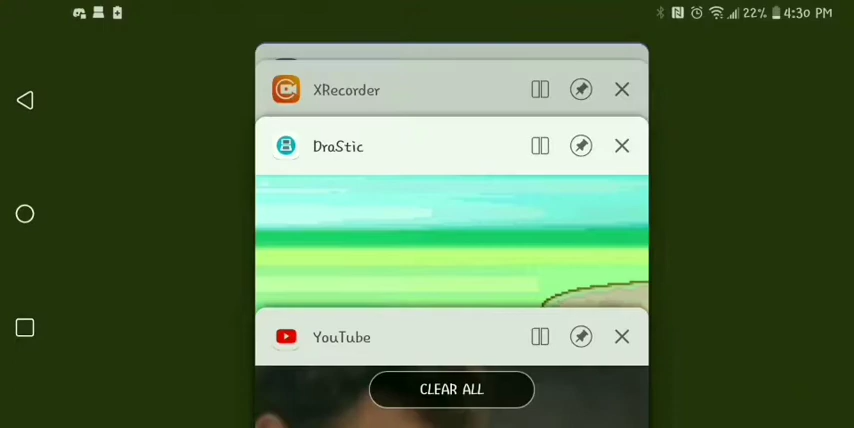 22% 4:30 PM
XRecorder
DraStic
YouTube
CLEAR ALL